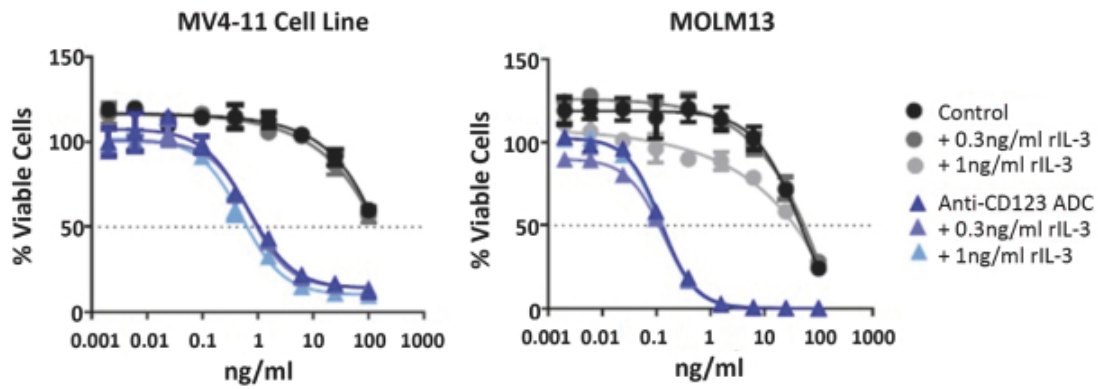 MV4-11 Cell Line
% Viable Cells
150
100
50
0
0.001 0.01 0.1 1 10 100 1000
ng/ml
MOLM13
% Viable Cells
150
100
50
0
0.001 0.01 0.1 1 10 100 1000
ng/ml
Control
+ 0.3ng/ml rIL-3
+ 1ng/ml rIL-3
Anti-CD123 ADC
+ 0.3ng/ml rIL-3
+ 1ng/ml rIL-3